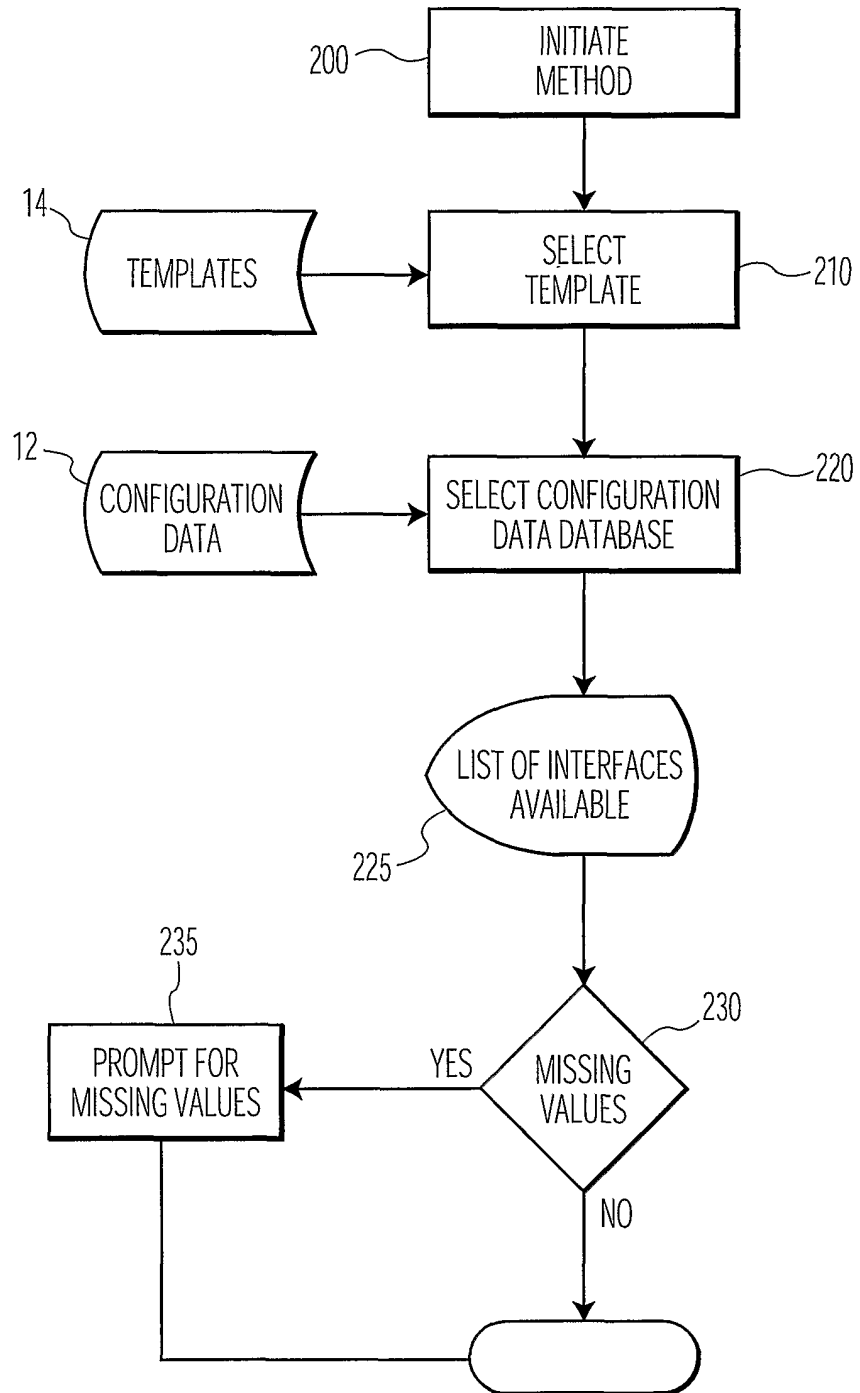 200
INITIATE
METHOD
14
TEMPLATES
SELECT
TEMPLATE
210
12
CONFIGURATION
DATA
SELECT CONFIGURATION
DATA DATABASE
220
LIST OF INTERFACES
AVAILABLE
225
235
PROMPT FOR
MISSING VALUES
YES
MISSING
VALUES
230
NO